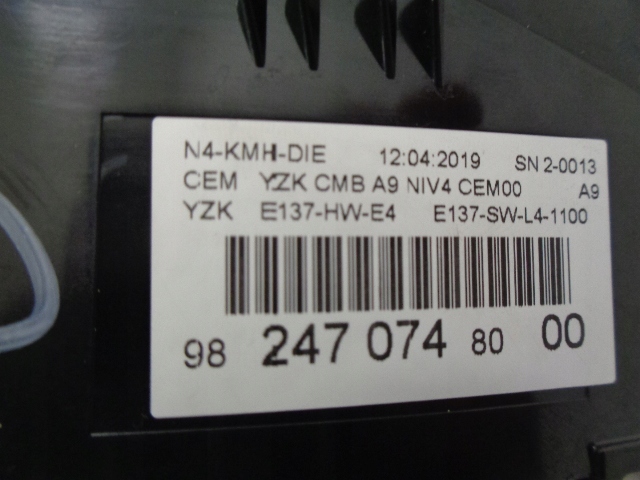 N4-KMH-DIE 12:04:2019 SN 2-0013
CEM YZK CMB A9 NIV4 CEM00 A9
YZK E137-HW-E4 E137-SW-L4-1100
98 247 074 80 00